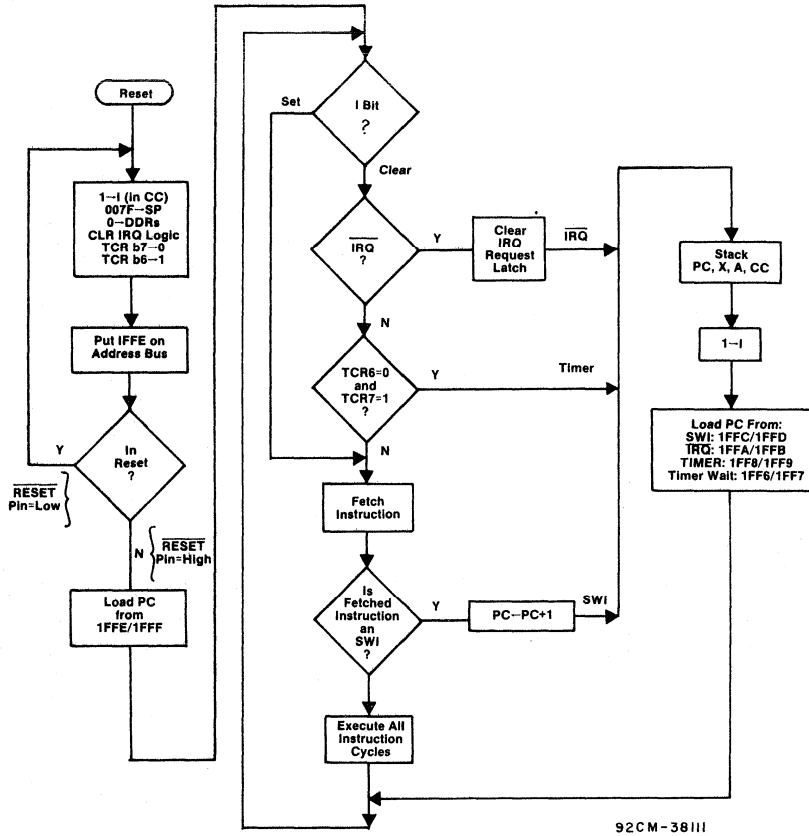 Reset
1→I (in CC)
007F→SP
0→DDRs
CLR IRQ Logic
TCR b7→0
TCR b6→1
Put IFFE on
Address Bus
Y
In
Reset
?
RESET
Pin=Low
N
RESET
Pin=High
Load PC
from
1FFE/1FFF
Set
I Bit
?
Clear
IRQ
?
Y
Clear
IRQ
Request
Latch
IRQ
N
TCR6=0
and
TCR7=1
?
Y
Timer
N
Fetch
Instruction
Is
Fetched
Instruction
an
SWI
?
Y
PC←PC+1
SWI
Execute All
Instruction
Cycles
Stack
PC, X, A, CC
1→I
Load PC From:
SWI: 1FFC/1FFD
IRQ: 1FFA/1FFB
TIMER: 1FF8/1FF9
Timer Wait: 1FF6/1FF7
92CM-38111